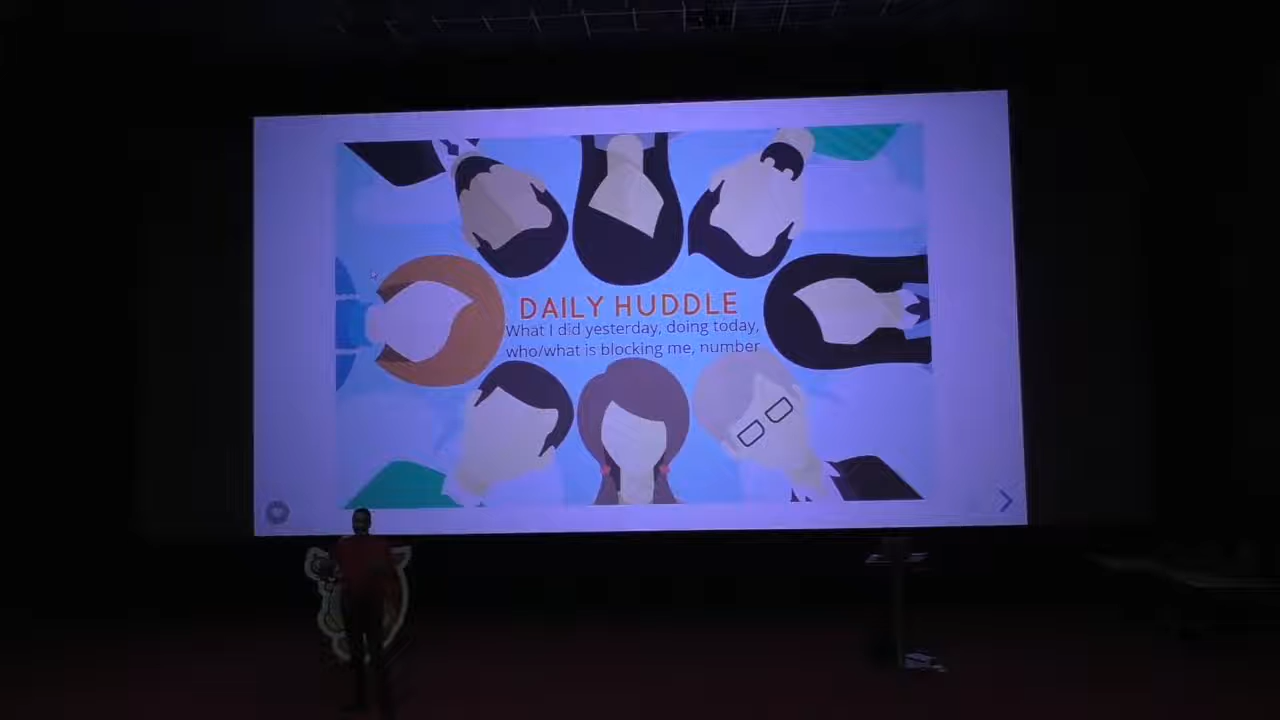 DAILY HUDDLE
What I did yesterday, doing today,
who/what is blocking me, number